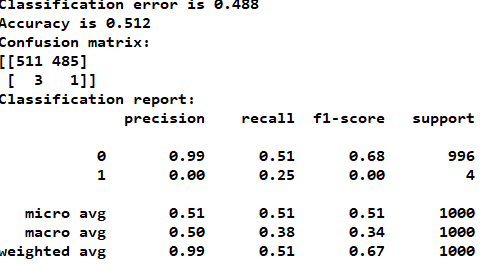 Classification error is 0.488
Accuracy is 0.512
Confusion matrix:
[[511 485]
[ 3 1]]
Classification report:
precision recall f1-score support
0 0.99 0.51 0.68 996
1 0.00 0.25 0.00 4
micro avg 0.51 0.51 0.51 1000
macro avg 0.50 0.38 0.34 1000
weighted avg 0.99 0.51 0.67 1000